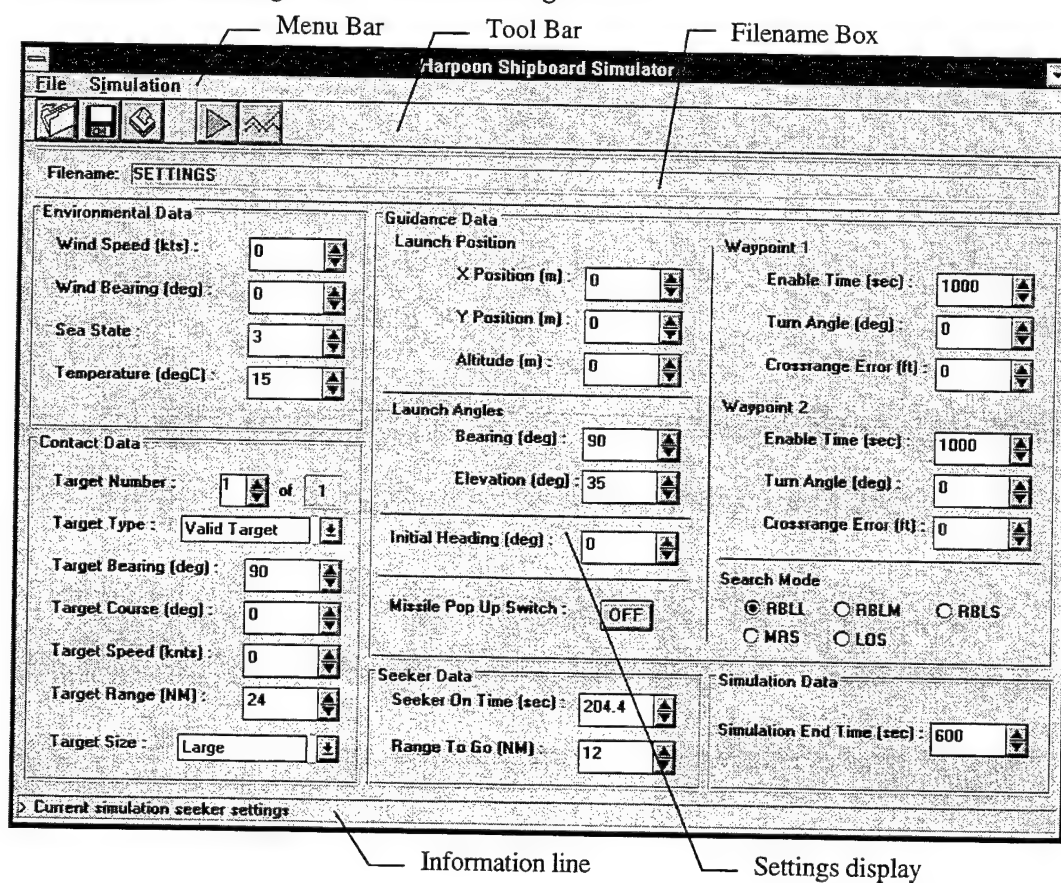 Menu Bar
Tool Bar
Filename Box
Harpoon Shipboard Simulator
File Simulation
Filename: SETTINGS
Environmental Data
Wind Speed (kts) : 0
Wind Bearing (deg) : 0
Sea State : 3
Temperature (degC) : 15
Contact Data
Target Number : 1 of 1
Target Type : Valid Target
Target Bearing (deg) : 90
Target Course (deg) : 0
Target Speed (knts) : 0
Target Range (NM) : 24
Target Size : Large
Guidance Data
Launch Position
X Position (m) : 0
Y Position (m) : 0
Altitude (m) : 0
Launch Angles
Bearing (deg) : 90
Elevation (deg) : 35
Initial Heading (deg) : 0
Missile Pop Up Switch : OFF
Waypoint 1
Enable Time (sec) : 1000
Turn Angle (deg) : 0
Crossrange Error (ft) : 0
Waypoint 2
Enable Time (sec) : 1000
Turn Angle (deg) : 0
Crossrange Error (ft) : 0
Search Mode
RBLL RBLM RBLS
MRS LOS
Seeker Data
Seeker On Time (sec) : 204.4
Range To Go (NM) : 12
Simulation Data
Simulation End Time (sec) : 600
> Current simulation seeker settings
Information line
Settings display